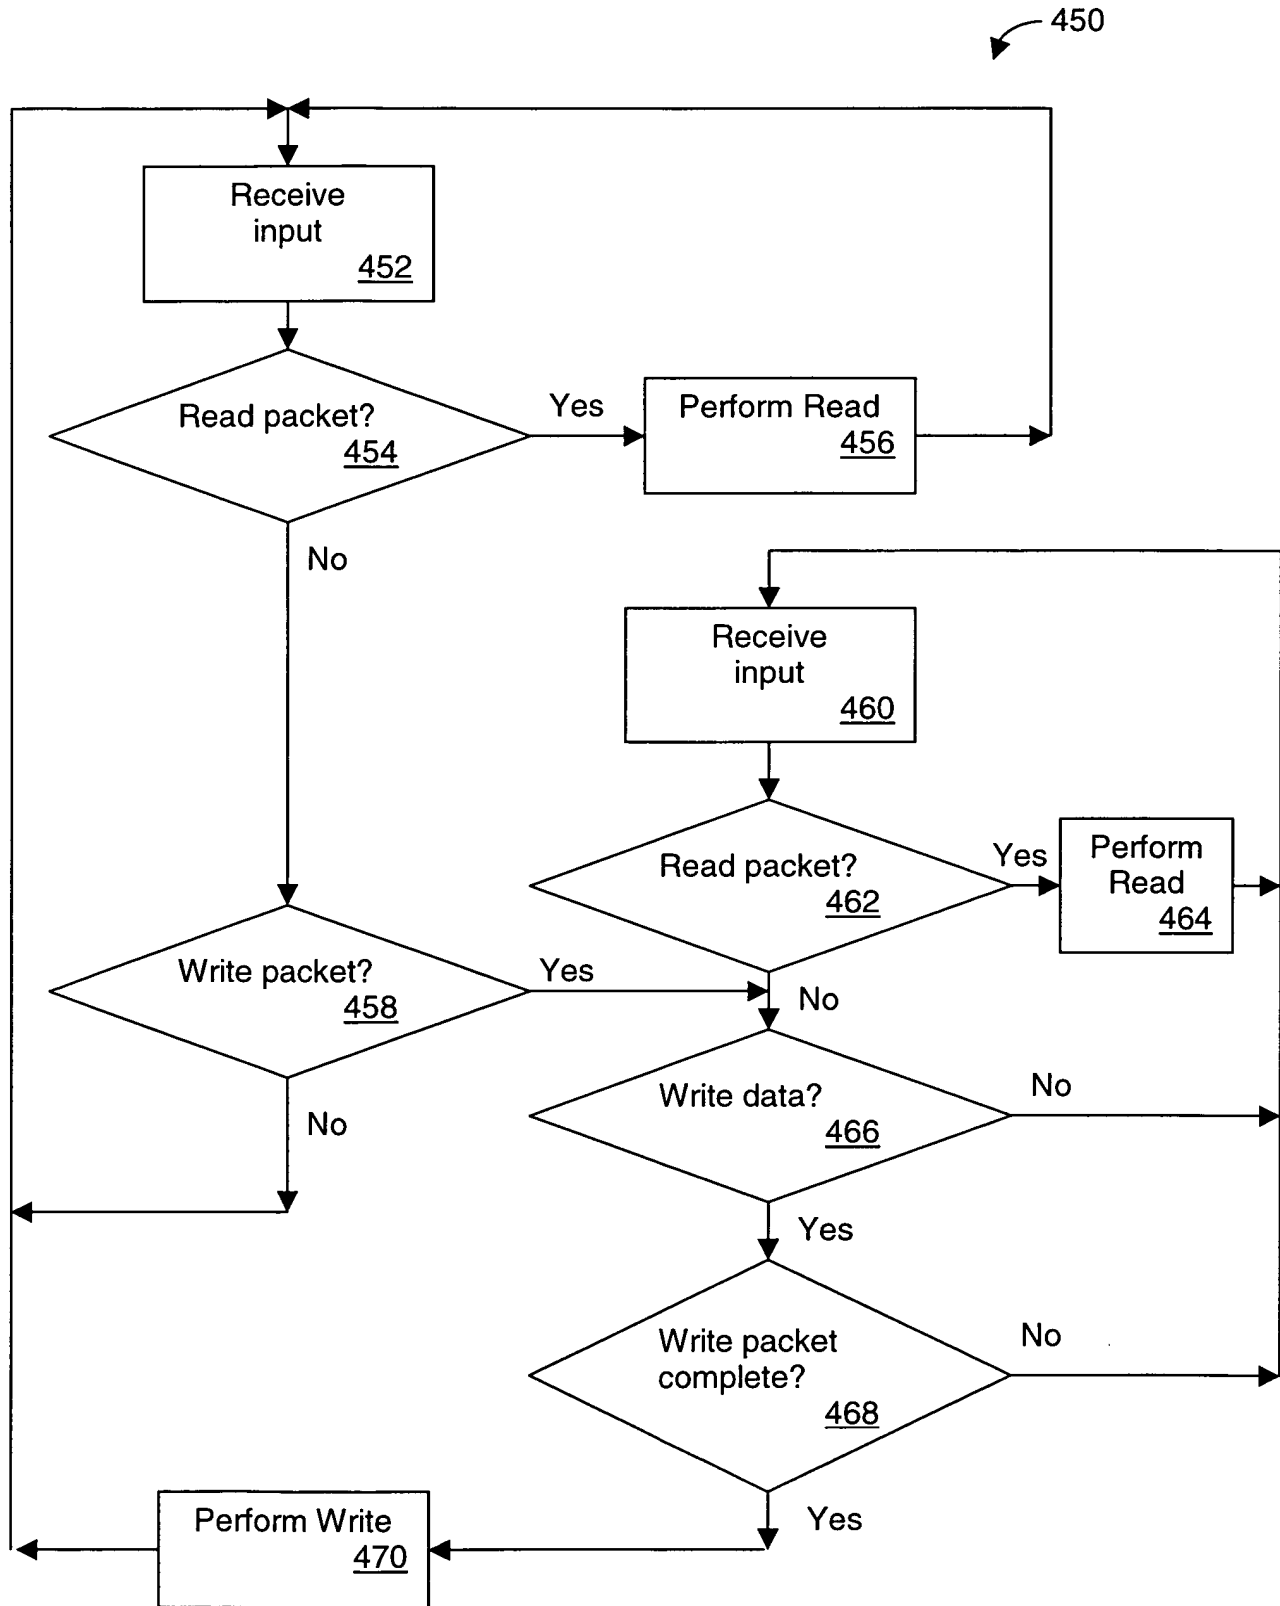 450
Receive
input
452
Read packet?
454
Yes
Perform Read
456
No
Receive
input
460
Read packet?
462
Yes
Perform
Read
464
Write packet?
458
Yes
No
Write data?
466
No
No
Yes
Write packet
complete?
468
No
Yes
Perform Write
470